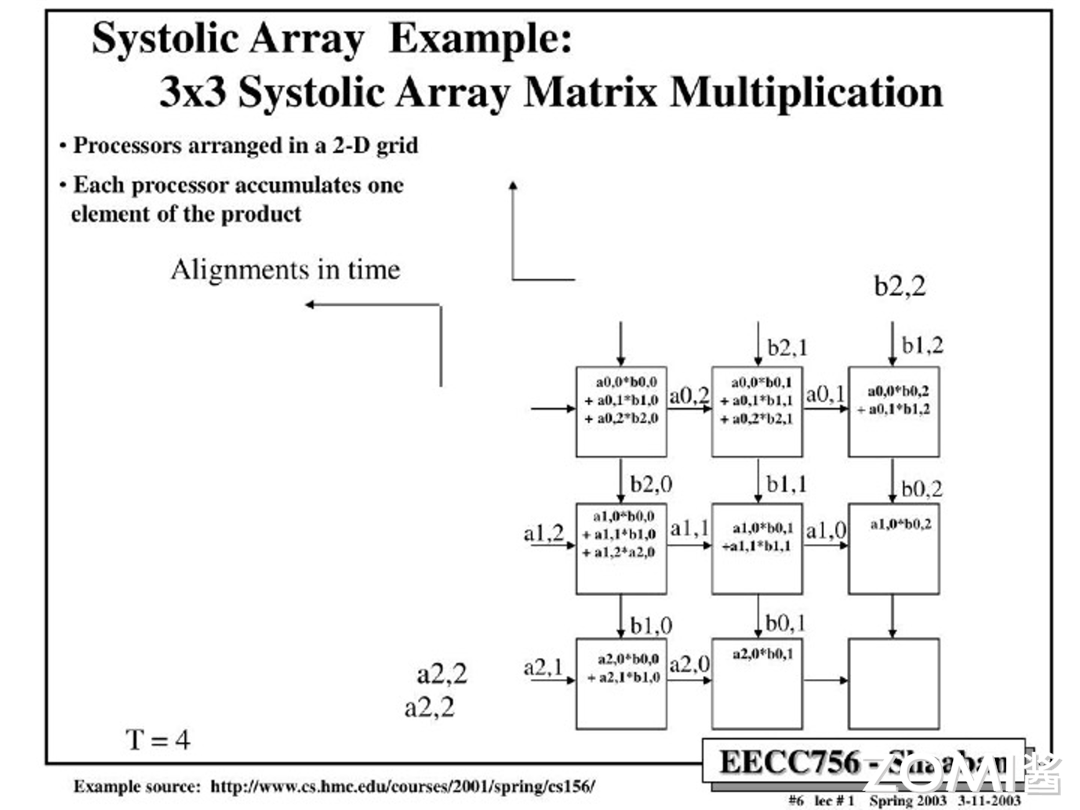 Systolic Array Example:
3x3 Systolic Array Matrix Multiplication
• Processors arranged in a 2-D grid
• Each processor accumulates one
element of the product
Alignments in time
b2,2
b2,1
b1,2
a0,0*b0,0
+ a0,1*b1,0
+ a0,2*b2,0
a0,2
a0,0*b0,1
+ a0,1*b1,1
+ a0,2*b2,1
a0,1
a0,0*b0,2
+ a0,1*b1,2
b2,0
b1,1
b0,2
a1,2
a1,0*b0,0
+ a1,1*b1,0
+ a1,2*a2,0
a1,1
a1,0*b0,1
+a1,1*b1,1
a1,0
a1,0*b0,2
b1,0
b0,1
a2,2
a2,2
a2,1
a2,0*b0,0
+ a2,1*b1,0
a2,0
a2,0*b0,1
T = 4
EECC756 - Shaaban
Example source: http://www.cs.hmc.edu/courses/2001/spring/cs156/
#6 lec # 1 Spring 2003 3-11-2003
ZOMI酱